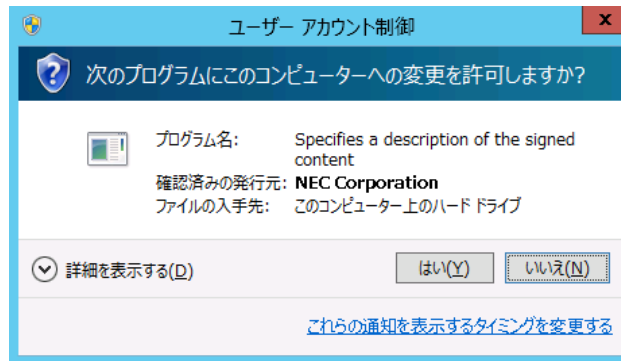 ユーザー アカウント制御
x
次のプログラムにこのコンピューターへの変更を許可しますか?
プログラム名: Specifies a description of the signed
content
確認済みの発行元: NEC Corporation
ファイルの入手先: このコンピューター上のハード ドライブ
詳細を表示する(D)
はい(Y)
いいえ(N)
これらの通知を表示するタイミングを変更する